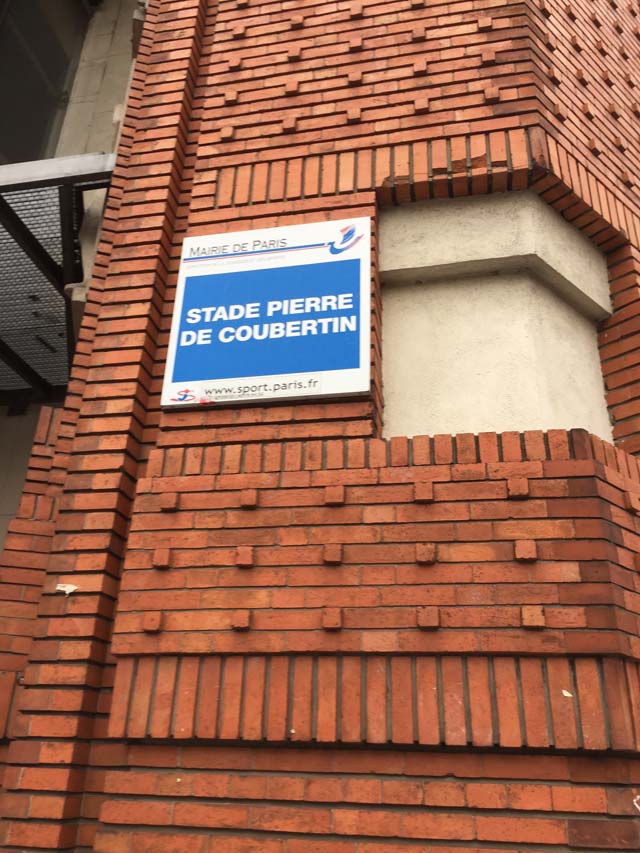 MAIRIE DE PARIS
STADE PIERRE
DE COUBERTIN
www.sport.paris.fr